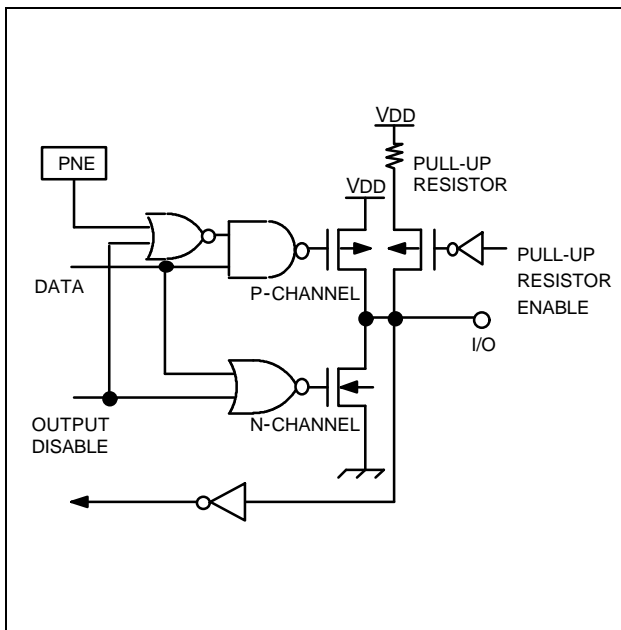 VDD
PNE
PULL-UP
RESISTOR
VDD
DATA
P-CHANNEL
PULL-UP
RESISTOR
ENABLE
I/O
OUTPUT
DISABLE
N-CHANNEL